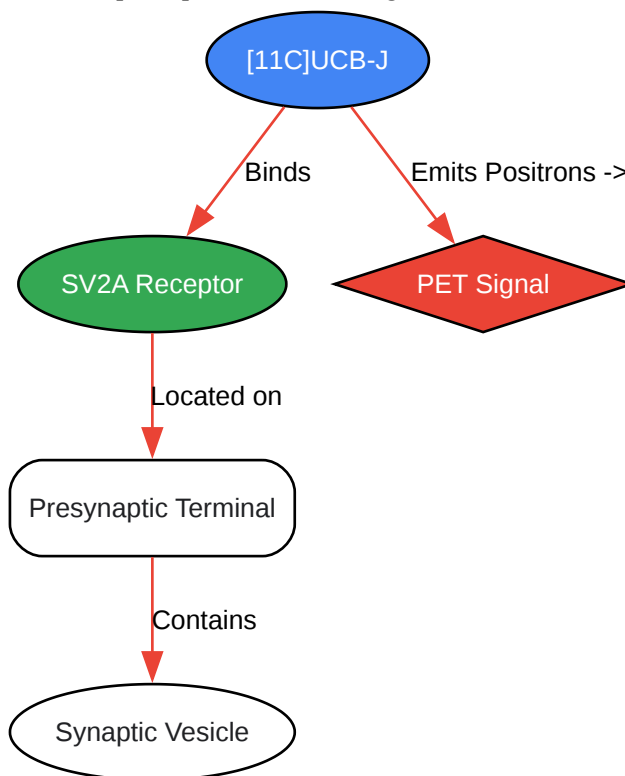 [11C]UCB-J
Binds
Emits Positrons ->
SV2A Receptor
PET Signal
Located on
Presynaptic Terminal
Contains
Synaptic Vesicle